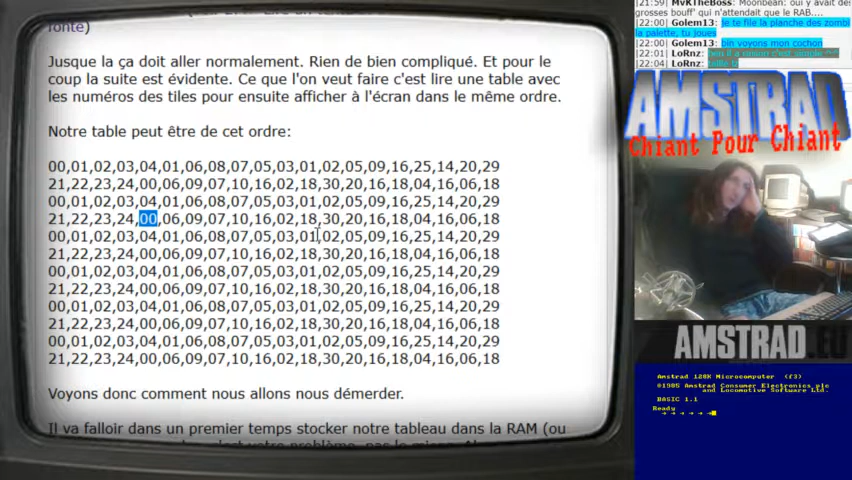 fonte)
Jusque la ça doit aller normalement. Rien de bien compliqué. Et pour le
coup la suite est évidente. Ce que l'on veut faire c'est lire une table avec
les numéros des tiles pour ensuite afficher à l'écran dans le même ordre.
Notre table peut être de cet ordre:
00,01,02,03,04,01,06,08,07,05,03,01,02,05,09,16,25,14,20,29
21,22,23,24,00,06,09,07,10,16,02,18,30,20,16,18,04,16,06,18
00,01,02,03,04,01,06,08,07,05,03,01,02,05,09,16,25,14,20,29
21,22,23,24,00,06,09,07,10,16,02,18,30,20,16,18,04,16,06,18
00,01,02,03,04,01,06,08,07,05,03,01,02,05,09,16,25,14,20,29
21,22,23,24,00,06,09,07,10,16,02,18,30,20,16,18,04,16,06,18
00,01,02,03,04,01,06,08,07,05,03,01,02,05,09,16,25,14,20,29
21,22,23,24,00,06,09,07,10,16,02,18,30,20,16,18,04,16,06,18
00,01,02,03,04,01,06,08,07,05,03,01,02,05,09,16,25,14,20,29
21,22,23,24,00,06,09,07,10,16,02,18,30,20,16,18,04,16,06,18
00,01,02,03,04,01,06,08,07,05,03,01,02,05,09,16,25,14,20,29
21,22,23,24,00,06,09,07,10,16,02,18,30,20,16,18,04,16,06,18
Voyons donc comment nous allons nous démerder.
Il va falloir dans un premier temps stocker notre tableau dans la RAM (ou
[21:59] MvKTheBoss: Moonbean: oui y avait des
grosses bouff' qui n'attendait que le RAB....
[22:00] Golem13: je te file la planche des zombi
la palette, tu joues
[22:00] Golem13: bin voyons mon cochon
[22:01] LoRnz:
[22:04] LoRnz:
AMSTRAD
Chiant Pour Chiant
AMSTRAD.EU
Amstrad 128K Microcomputer (f3)
©1985 Amstrad Consumer Electronics plc
and Locomotive Software Ltd.
BASIC 1.1
Ready